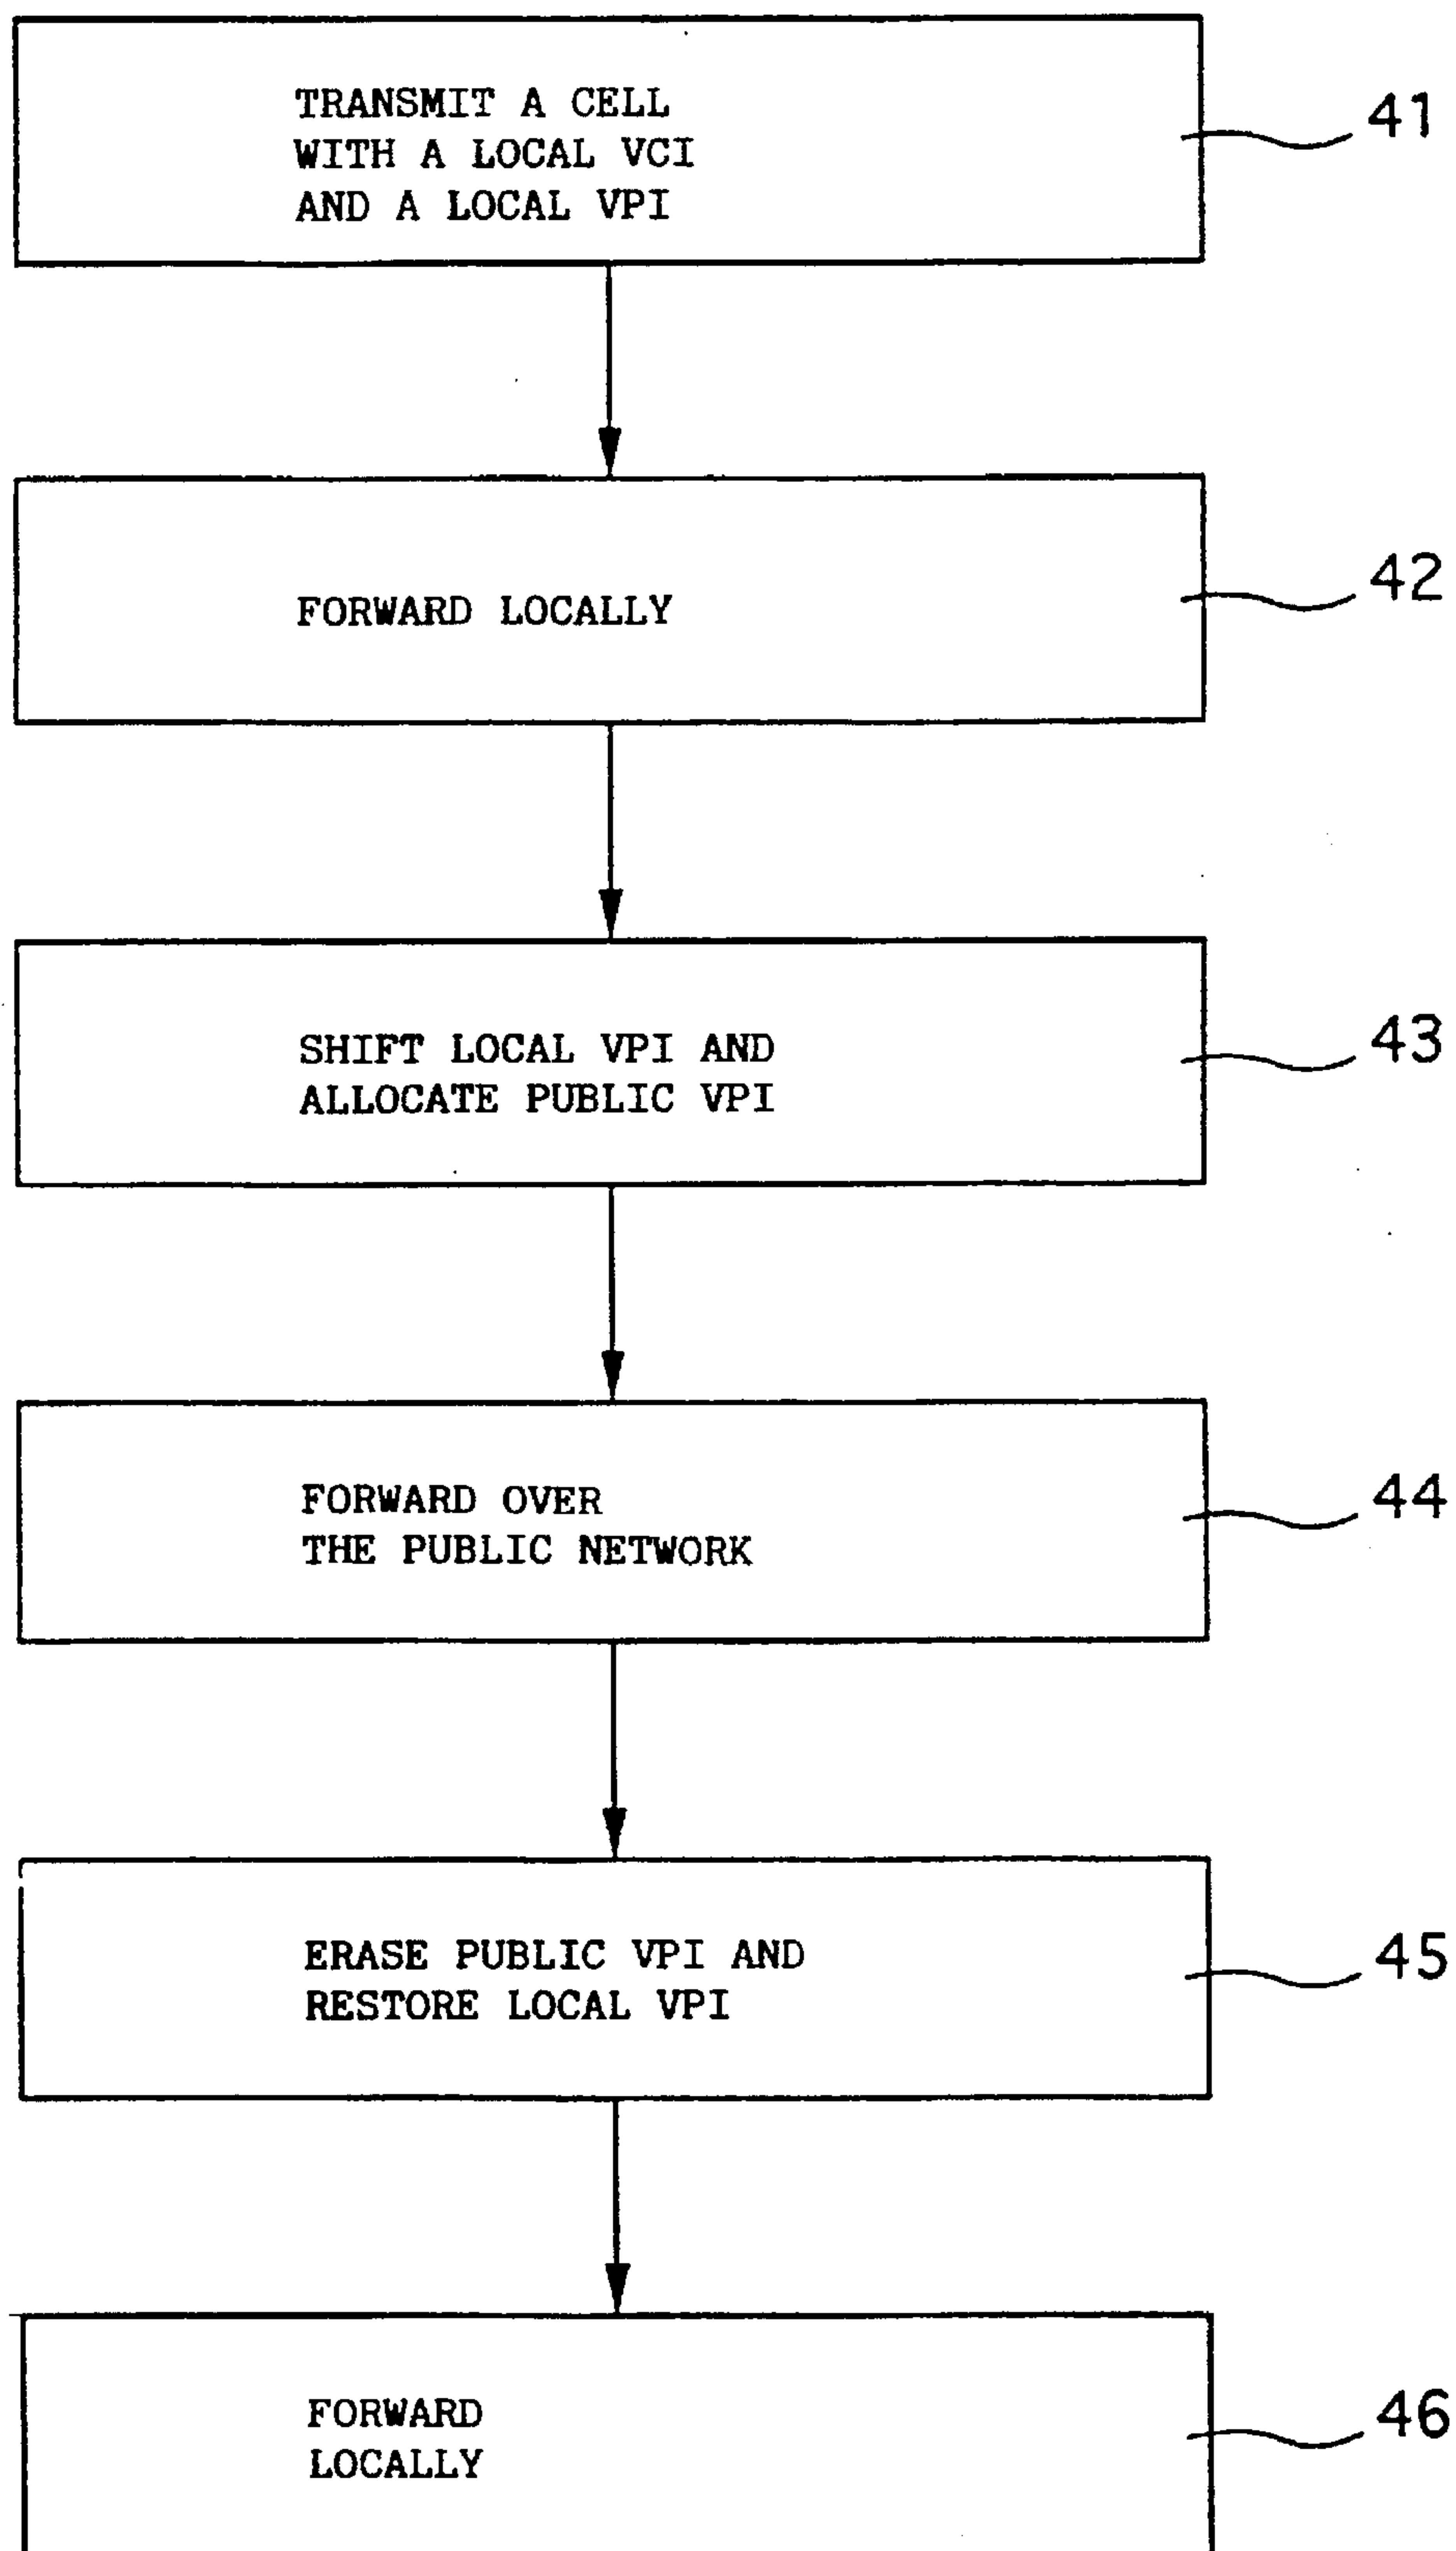 TRANSMIT A CELL
WITH A LOCAL VCI
AND A LOCAL VPI
41
FORWARD LOCALLY
42
SHIFT LOCAL VPI AND
ALLOCATE PUBLIC VPI
43
FORWARD OVER
THE PUBLIC NETWORK
44
ERASE PUBLIC VPI AND
RESTORE LOCAL VPI
45
FORWARD
LOCALLY
46